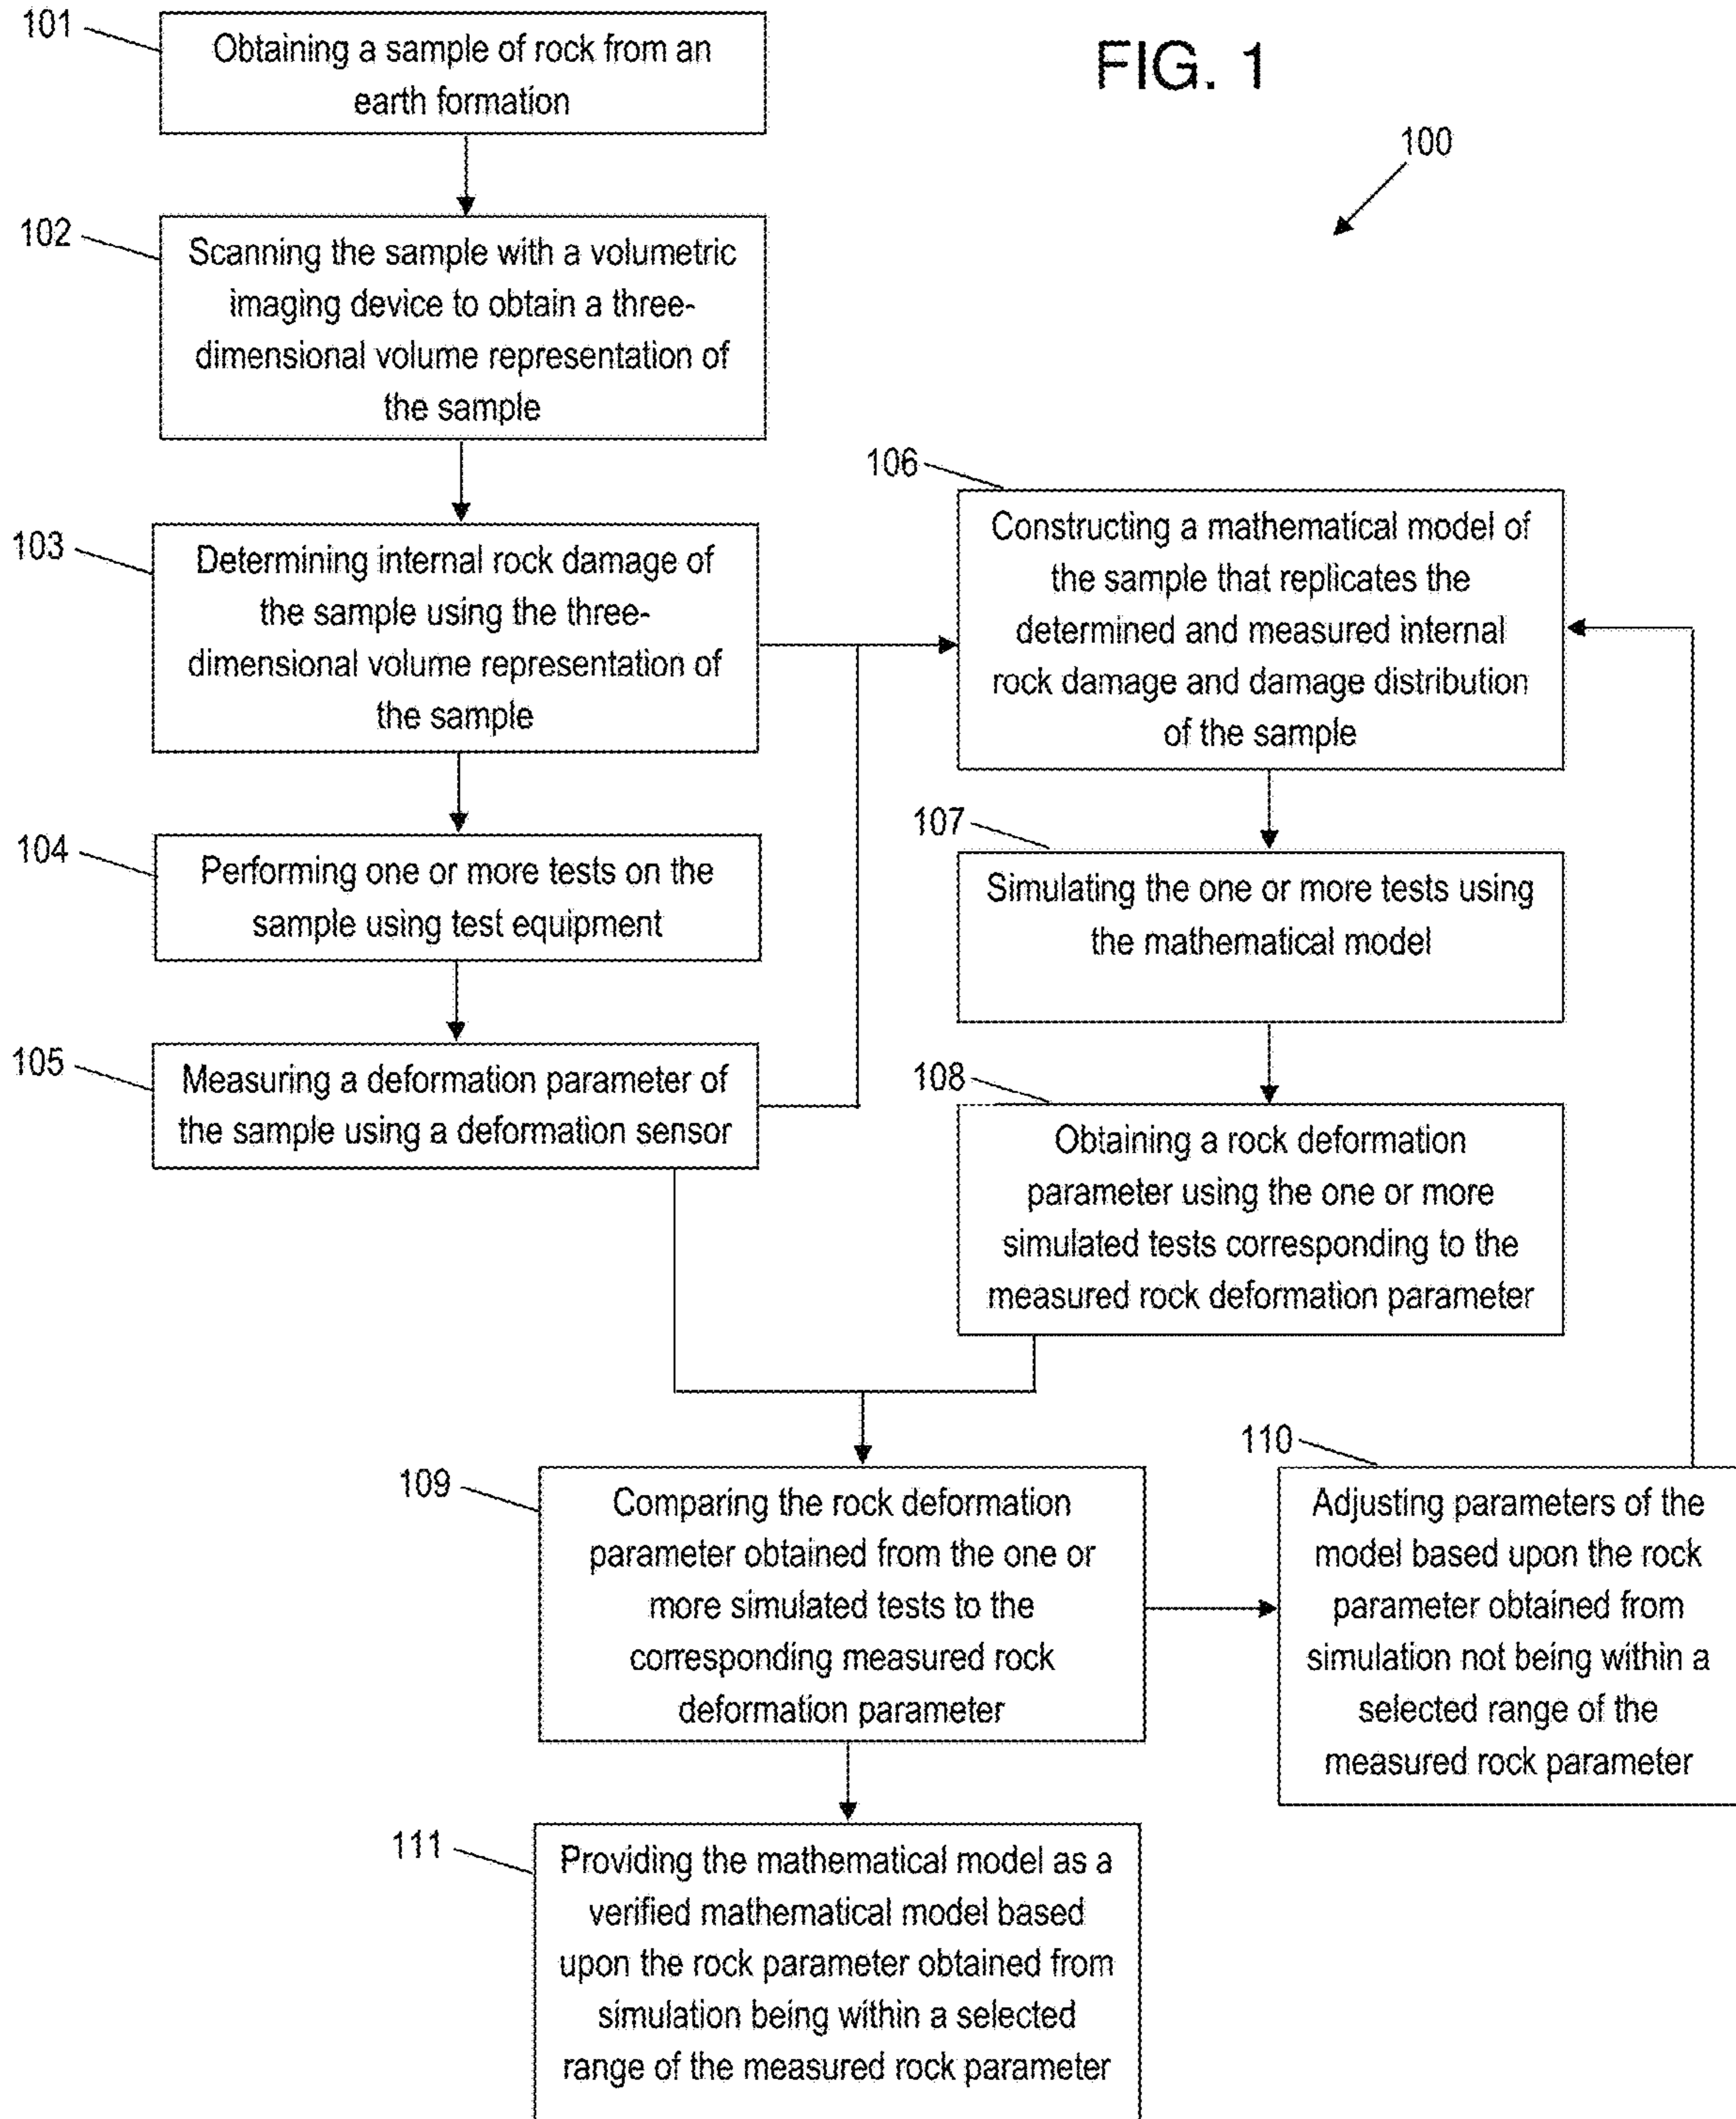 FIG. 1
100
101
Obtaining a sample of rock from an
earth formation
102
Scanning the sample with a volumetric
imaging device to obtain a three-
dimensional volume representation of
the sample
103
Determining internal rock damage of
the sample using the three-
dimensional volume representation of
the sample
104
Performing one or more tests on the
sample using test equipment
105
Measuring a deformation parameter of
the sample using a deformation sensor
106
Constructing a mathematical model of
the sample that replicates the
determined and measured internal
rock damage and damage distribution
of the sample
107
Simulating the one or more tests using
the mathematical model
108
Obtaining a rock deformation
parameter using the one or more
simulated tests corresponding to the
measured rock deformation parameter
109
Comparing the rock deformation
parameter obtained from the one or
more simulated tests to the
corresponding measured rock
deformation parameter
110
Adjusting parameters of the
model based upon the rock
parameter obtained from
simulation not being within a
selected range of the
measured rock parameter
111
Providing the mathematical model as a
verified mathematical model based
upon the rock parameter obtained from
simulation being within a selected
range of the measured rock parameter